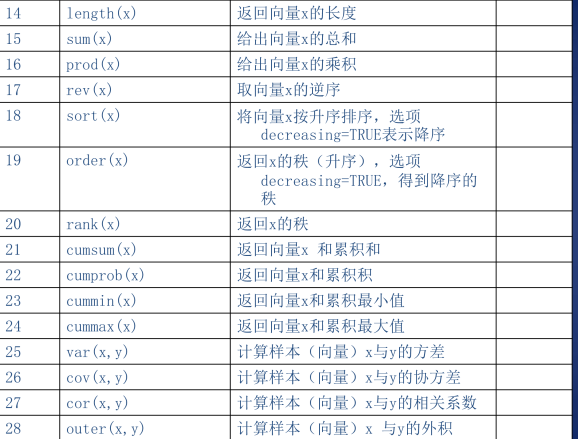 14 length(x) 返回向量x的长度
15 sum(x) 给出向量x的总和
16 prod(x) 给出向量x的乘积
17 rev(x) 取向量x的逆序
18 sort(x) 将向量x按升序排序，选项
decreasing=TRUE表示降序
19 order(x) 返回x的秩（升序），选项
decreasing=TRUE，得到降序的
秩
20 rank(x) 返回x的秩
21 cumsum(x) 返回向量x 和累积和
22 cumprob(x) 返回向量x和累积积
23 cummin(x) 返回向量x和累积最小值
24 cummax(x) 返回向量x和累积最大值
25 var(x,y) 计算样本（向量）x与y的方差
26 cov(x,y) 计算样本（向量）x与y的协方差
27 cor(x,y) 计算样本（向量）x与y的相关系数
28 outer(x,y) 计算样本（向量）x 与y的外积